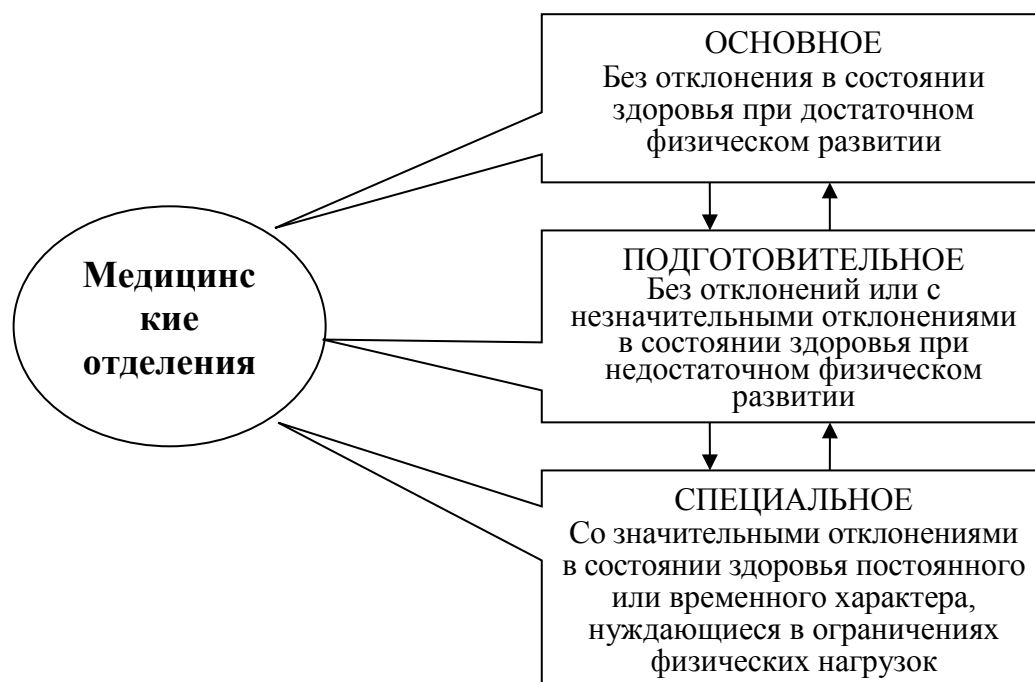 ОСНОВНОЕ
Без отклонения в состоянии
здоровья при достаточном
физическом развитии
Медицинс
кие
отделения
ПОДГОТОВИТЕЛЬНОЕ
Без отклонений или с
незначительными отклонениями
в состоянии здоровья при
недостаточном физическом
развитии
СПЕЦИАЛЬНОЕ
Со значительными отклонениями
в состоянии здоровья постоянного
или временного характера,
нуждающиеся в ограничениях
физических нагрузок